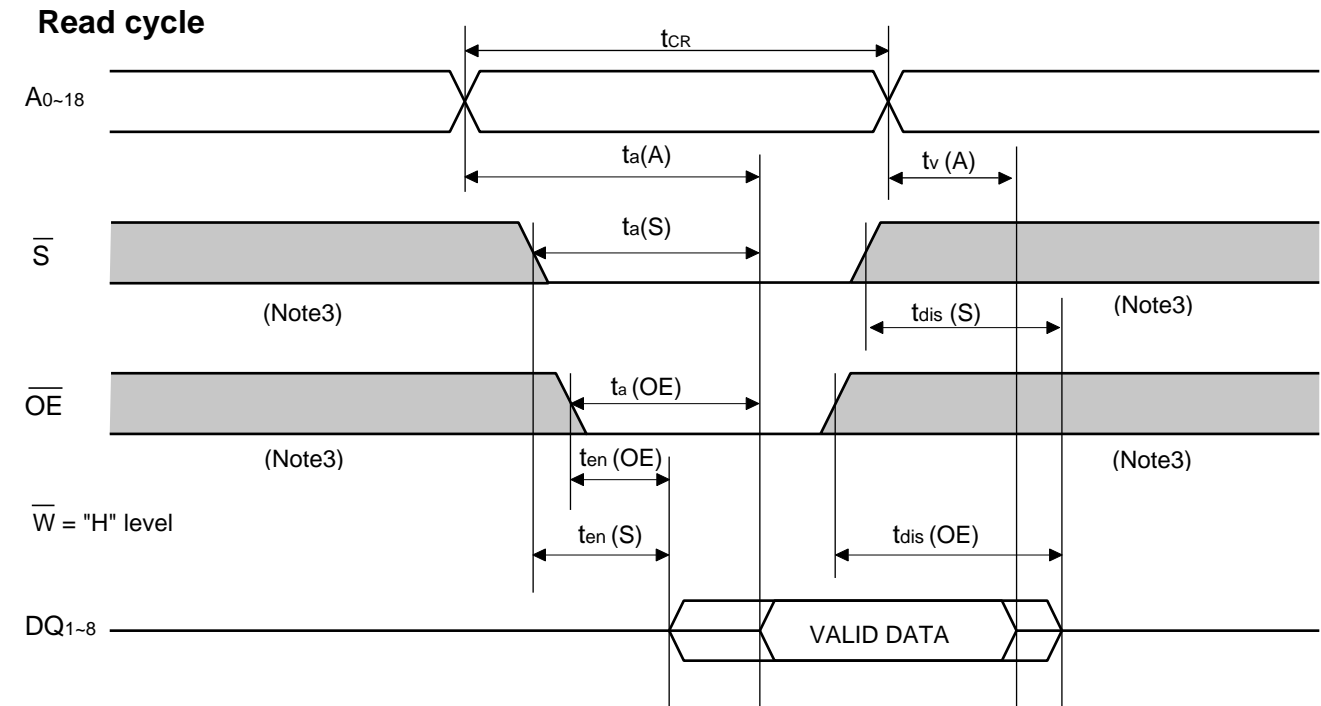 Read cycle
tCR
A0~18
ta(A)
tv (A)
S
ta(S)
(Note3)
tdis (S)
(Note3)
OE
ta (OE)
(Note3)
ten (OE)
(Note3)
W = "H" level
ten (S)
tdis (OE)
DQ1~8
VALID DATA